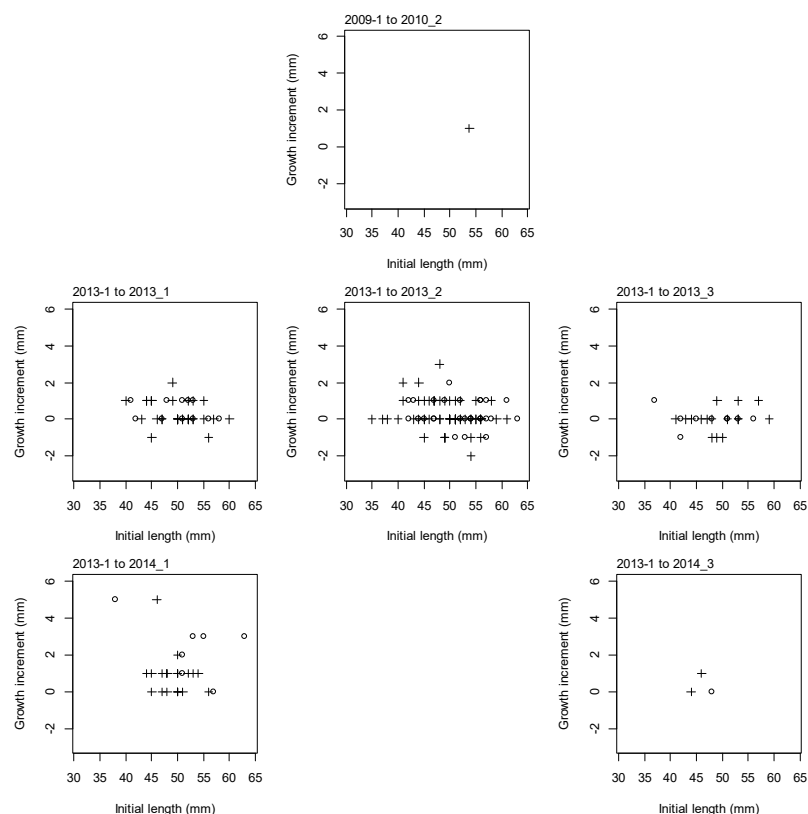 2009-1 to 2010_2
Growth increment (mm)
6
4
2
0
-2
30 35 40 45 50 55 60 65
Initial length (mm)
2013-1 to 2013_1
Growth increment (mm)
6
4
2
0
-2
30 35 40 45 50 55 60 65
Initial length (mm)
2013-1 to 2013_2
Growth increment (mm)
6
4
2
0
-2
30 35 40 45 50 55 60 65
Initial length (mm)
2013-1 to 2013_3
Growth increment (mm)
6
4
2
0
-2
30 35 40 45 50 55 60 65
Initial length (mm)
2013-1 to 2014_1
Growth increment (mm)
6
4
2
0
-2
30 35 40 45 50 55 60 65
Initial length (mm)
2013-1 to 2014_3
Growth increment (mm)
6
4
2
0
-2
30 35 40 45 50 55 60 65
Initial length (mm)